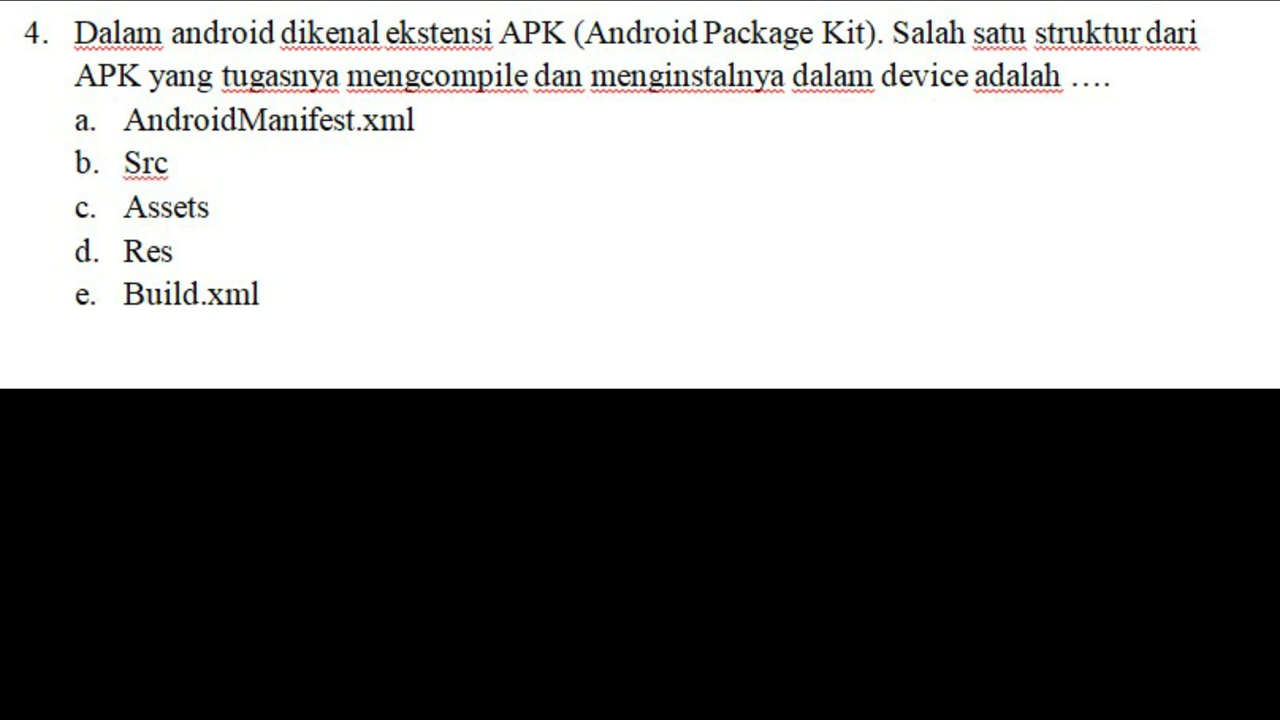 4. Dalam android dikenal ekstensi APK (Android Package Kit). Salah satu struktur dari
APK yang tugasnya mengcompile dan menginstalnya dalam device adalah ….
a. AndroidManifest.xml
b. Src
c. Assets
d. Res
e. Build.xml